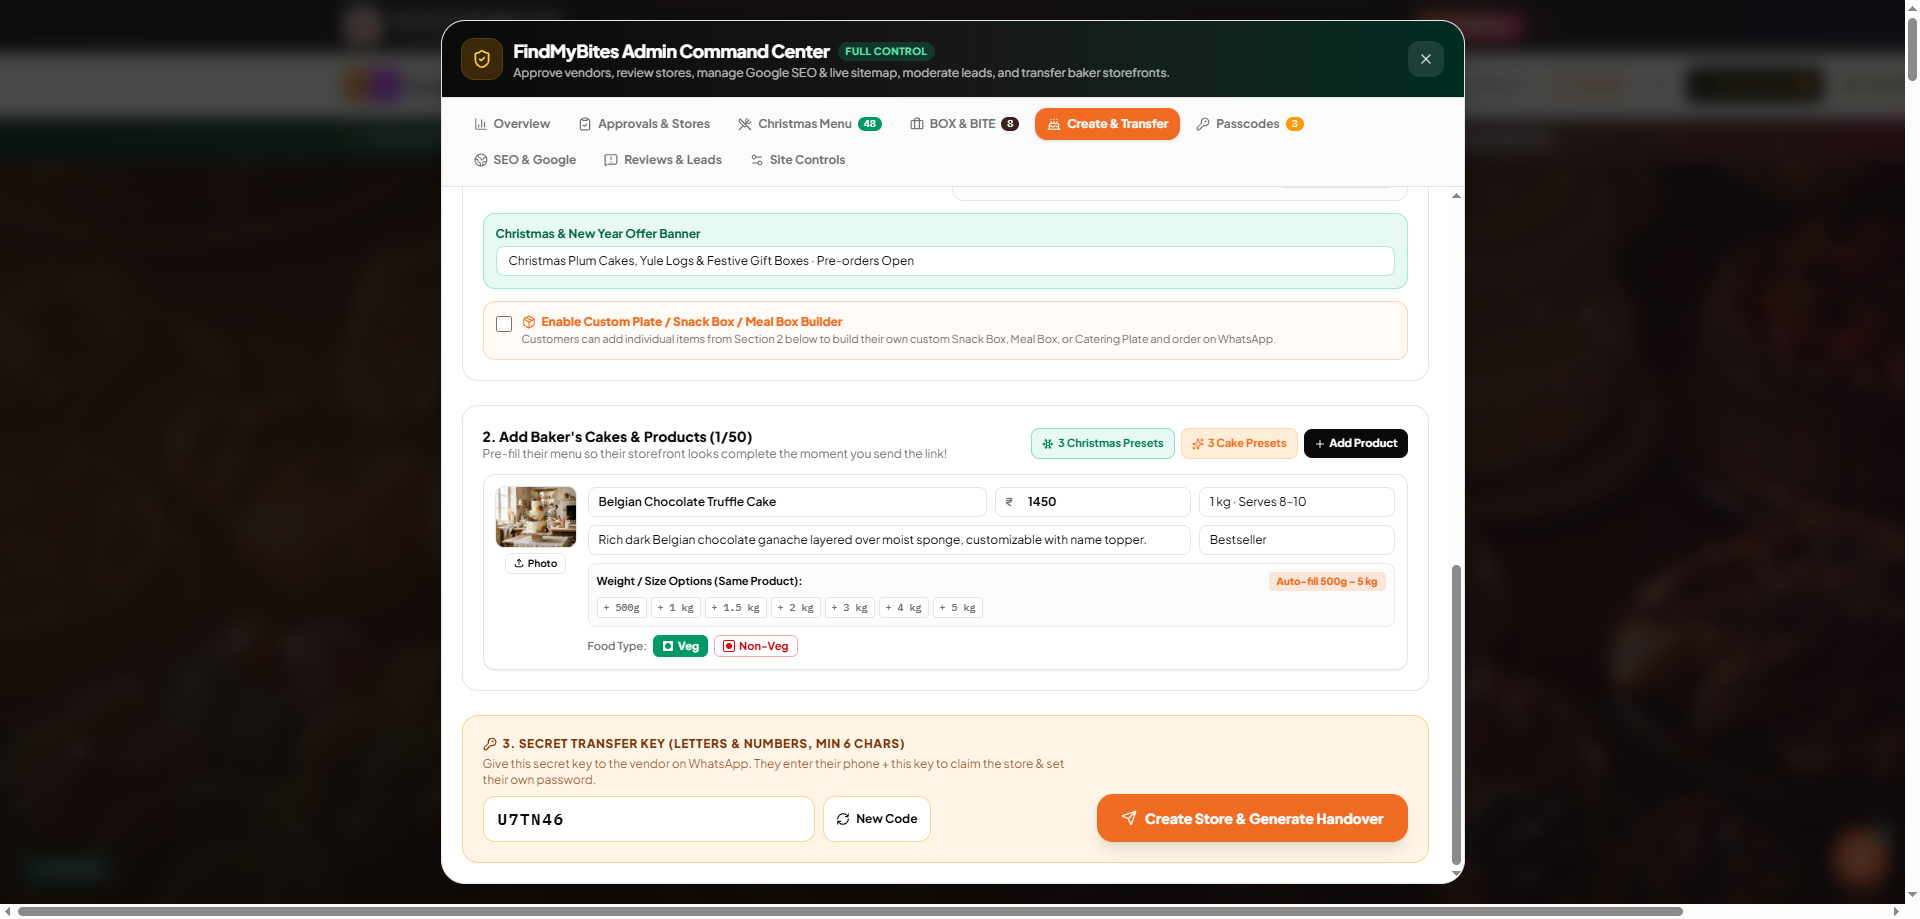 FindMyBites Admin Command Center FULL CONTROL
Approve vendors, review stores, manage Google SEO & live sitemap, moderate leads, and transfer baker storefronts.
Overview Approvals & Stores Christmas Menu 48 BOX & BITE 8 Create & Transfer Passcodes 3
SEO & Google Reviews & Leads Site Controls
Christmas & New Year Offer Banner
Christmas Plum Cakes, Yule Logs & Festive Gift Boxes · Pre-orders Open
Enable Custom Plate / Snack Box / Meal Box Builder
Customers can add individual items from Section 2 below to build their own custom Snack Box, Meal Box, or Catering Plate and order on WhatsApp.
2. Add Baker's Cakes & Products (1/50)
Pre-fill their menu so their storefront looks complete the moment you send the link!
3 Christmas Presets 3 Cake Presets + Add Product
Belgian Chocolate Truffle Cake ₹ 1450 1 kg · Serves 8–10
Rich dark Belgian chocolate ganache layered over moist sponge, customizable with name topper. Bestseller
Photo
Weight / Size Options (Same Product): Auto-fill 500g – 5 kg
+ 500g + 1 kg + 1.5 kg + 2 kg + 3 kg + 4 kg + 5 kg
Food Type: Veg Non-Veg
3. SECRET TRANSFER KEY (LETTERS & NUMBERS, MIN 6 CHARS)
Give this secret key to the vendor on WhatsApp. They enter their phone + this key to claim the store & set
their own password.
U7TN46 New Code Create Store & Generate Handover